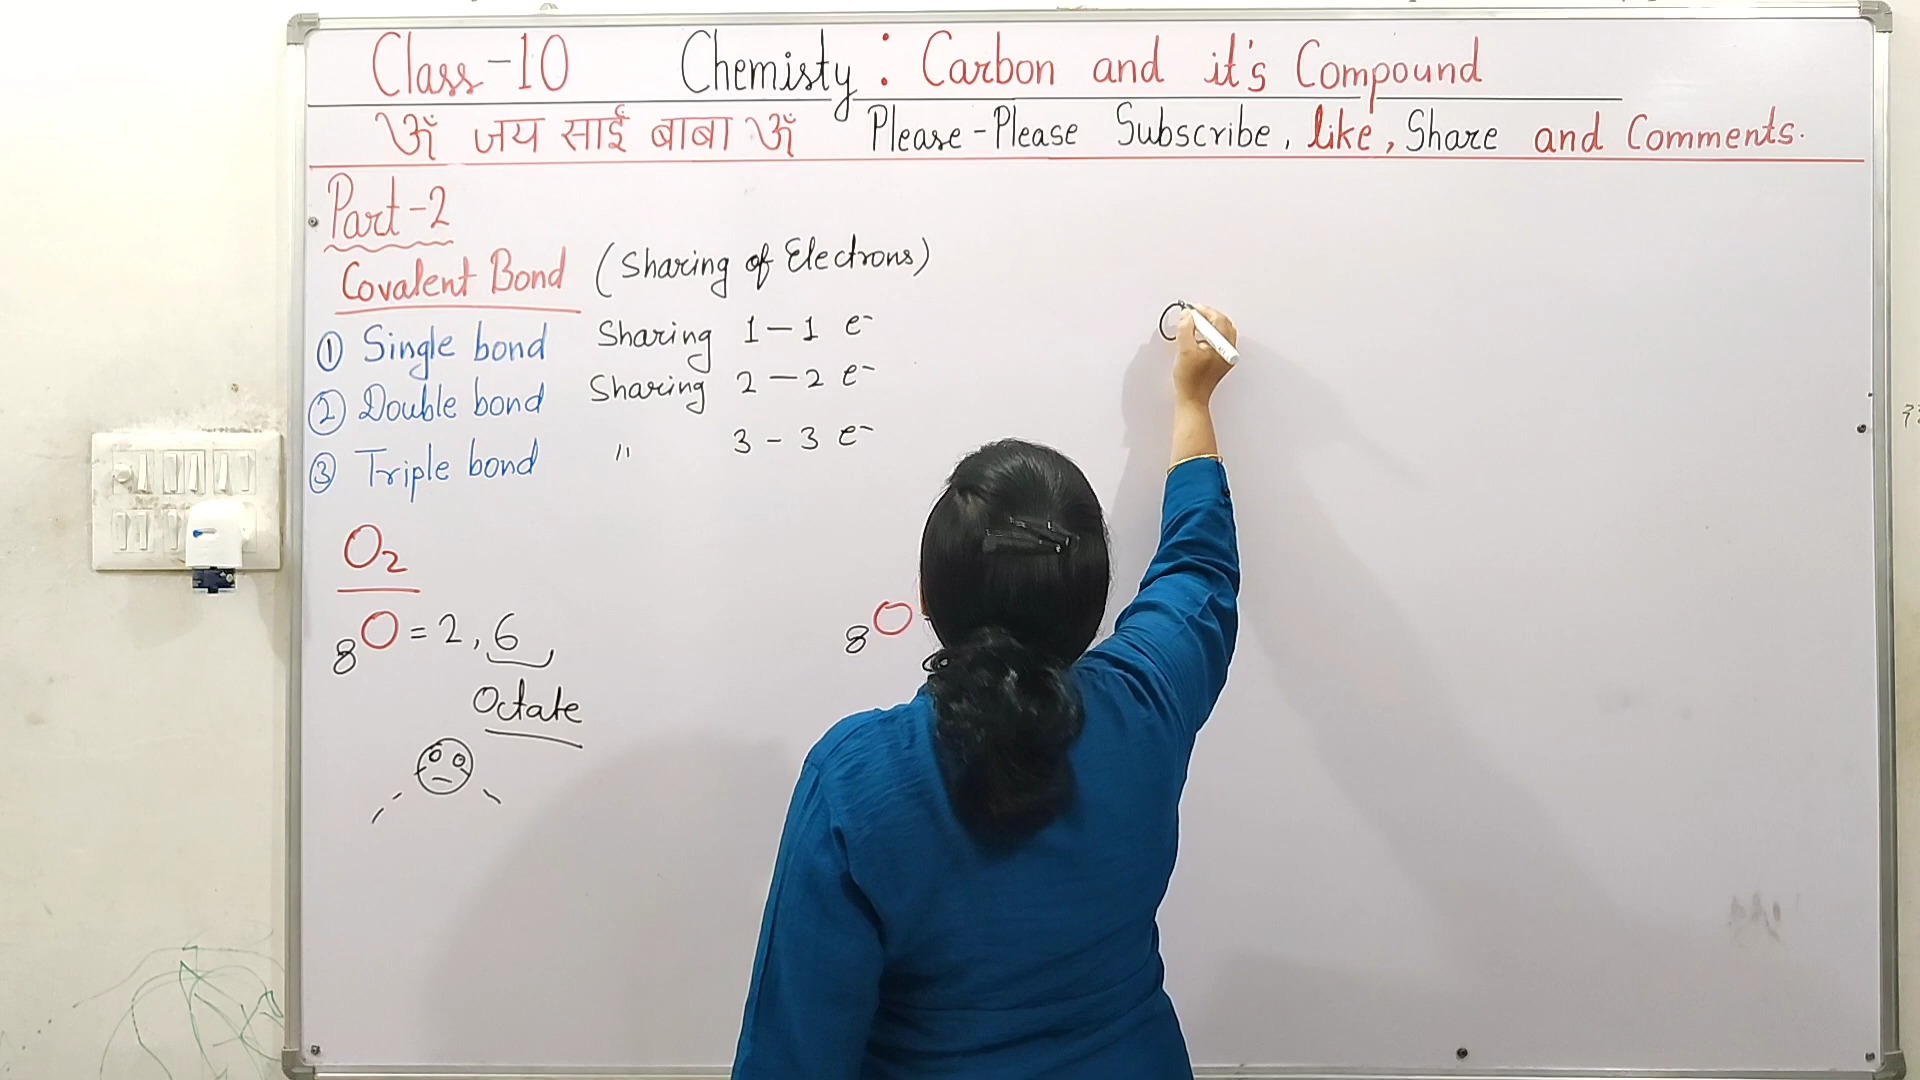 Class-10 Chemisty : Carbon and it's Compound
ॐ जय साईं बाबा ॐ Please-Please Subscribe, like, Share and Comments.
Part-2
Covalent Bond (Sharing of Electrons)
① Single bond Sharing 1-1 e⁻
② Double bond Sharing 2-2 e⁻
③ Triple bond " 3-3 e⁻
O₂
₈O = 2, 6
₈O
Octate